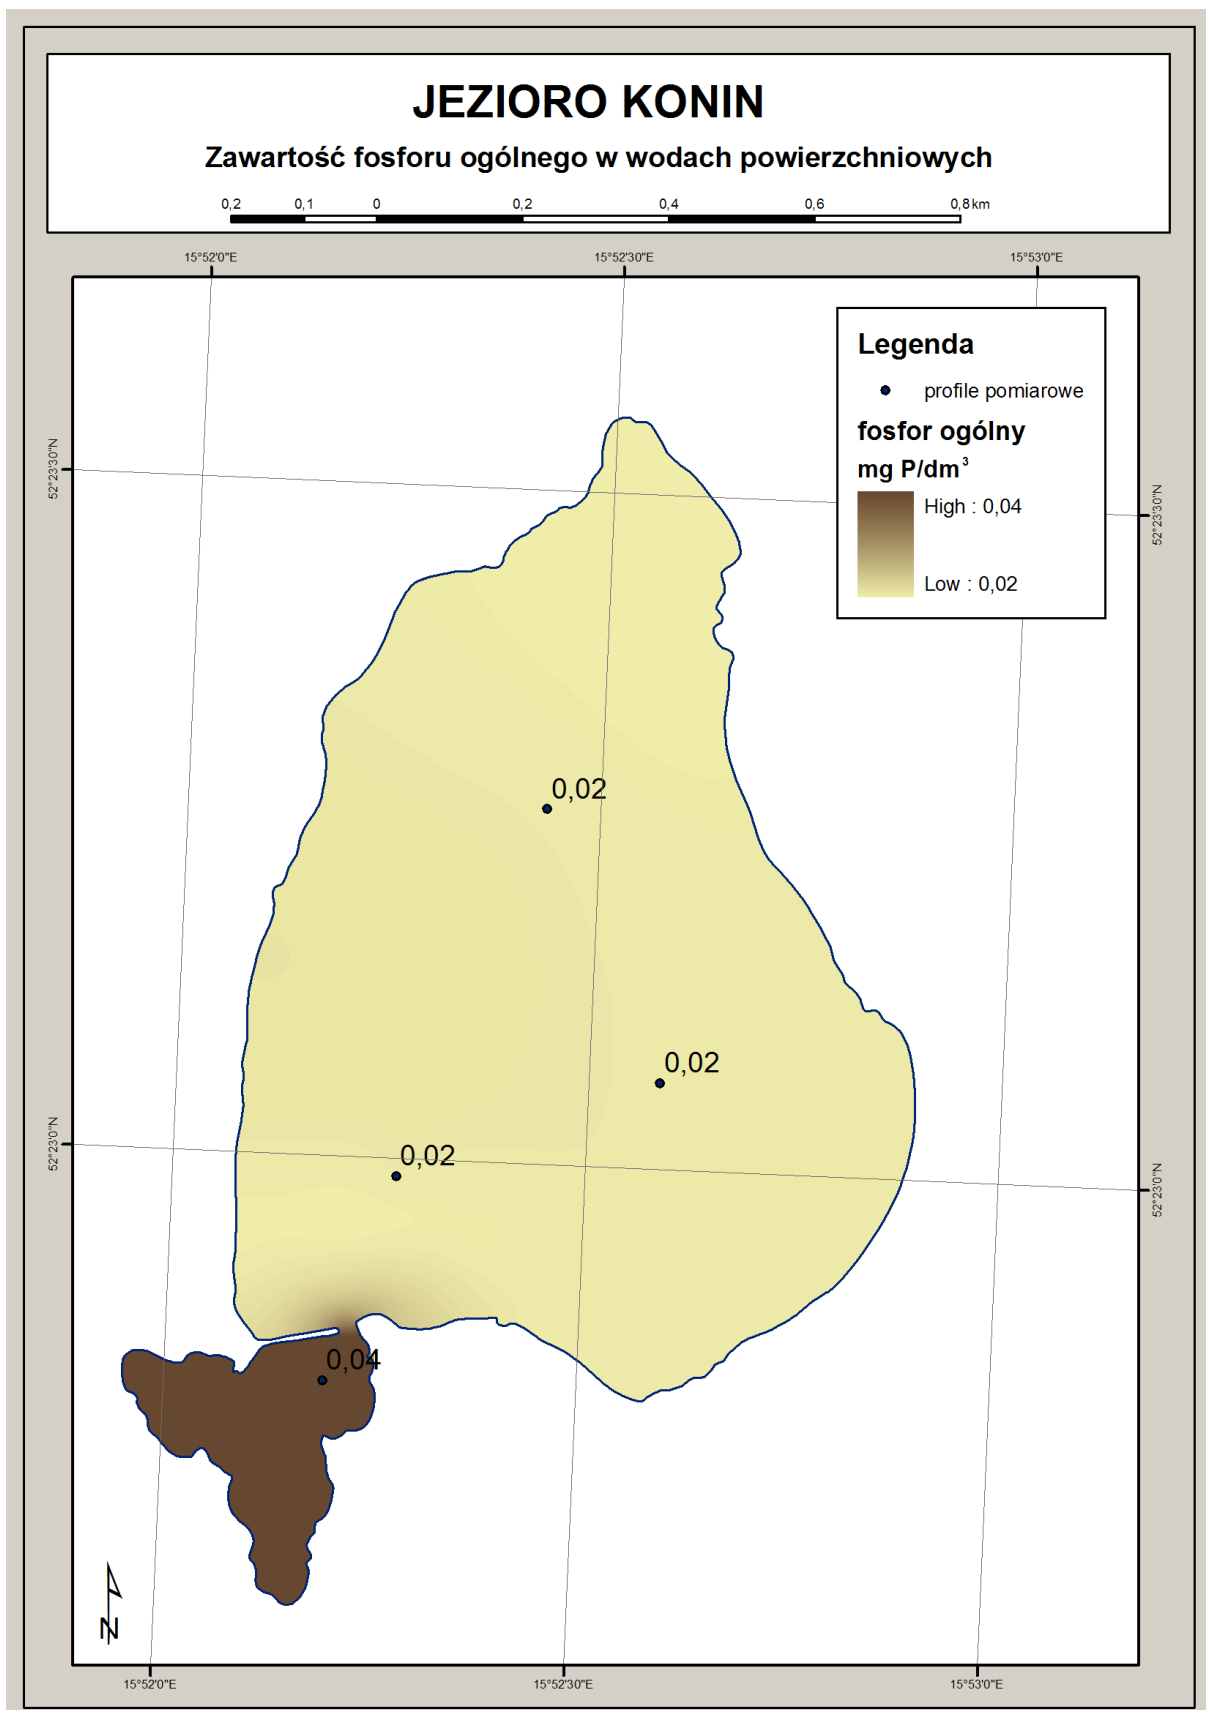 JEZIORO KONIN
Zawartość fosforu ogólnego w wodach powierzchniowych
0,2 0,1 0 0,2 0,4 0,6 0,8 km
15°52'0"E 15°52'30"E 15°53'0"E
Legenda
profile pomiarowe
fosfor ogólny
mg P/dm³
High : 0,04
Low : 0,02
52°23'30"N
52°23'30"N
0,02
0,02
0,02
52°23'0"N
52°23'0"N
0,04
N
15°52'0"E 15°52'30"E 15°53'0"E